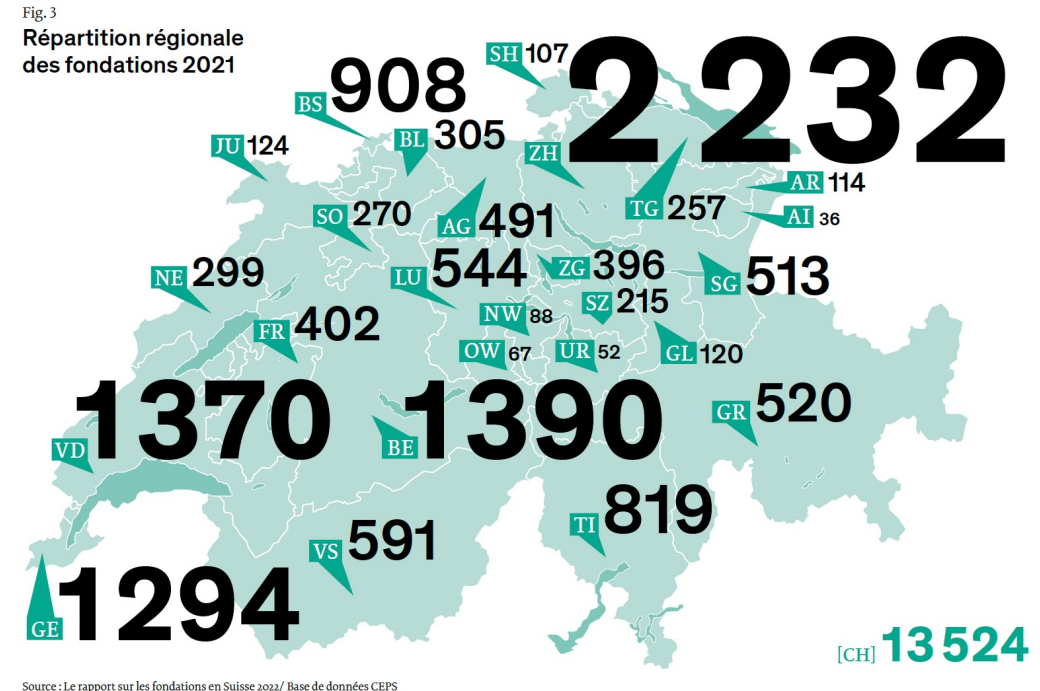 Fig. 3
Répartition régionale
des fondations 2021
SH 107
BS 908
ZH 2 232
BL 305
JU 124
AR 114
TG 257
AI 36
SO 270
AG 491
NE 299
LU 544
ZG 396
SG 513
SZ 215
NW 88
FR 402
OW 67
UR 52
GL 120
VD 1370
BE 1390
GR 520
TI 819
VS 591
GE 1294
[CH] 13 524
Source : Le rapport sur les fondations en Suisse 2022/ Base de données CEPS